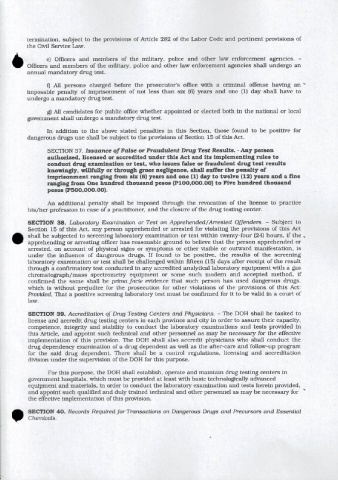 termination, subject to the provisions of Article 282 of the Labor Code and pertinent provisions of
the Civil Service Law.
e) Officers and members of the military, police and other law enforcement agencies. –
Officers and members of the military, police and other law enforcement agencies shall undergo an
annual mandatory drug test.
f) All persons charged before the prosecutor's office with a criminal offense having an
imposable penalty of imprisonment of not less than six (6) years and one (1) day shall have to
undergo a mandatory drug test.
g) All candidates for public office whether appointed or elected both in the national or local
government shall undergo a mandatory drug test.
In addition to the above stated penalties in this Section, those found to be positive for
dangerous drugs use shall be subject to the provisions of Section 15 of this Act.
SECTION 37. Issuance of False or Fraudulent Drug Test Results. - Any person
authorized, licensed or accredited under this Act and its implementing rules to
conduct drug examination or test, who issues false or fraudulent drug test results
knowingly, willfully or through gross negligence, shall suffer the penalty of
imprisonment ranging from six (6) years and one (1) day to twelve (12) years and a fine
ranging from One hundred thousand pesos (P100,000.00) to Five hundred thousand
pesos (P500,000.00).
An additional penalty shall be imposed through the revocation of the license to practice
his/her profession in case of a practitioner, and the closure of the drug testing center.
SECTION 38. Laboratory Examination or Test on Apprehended/Arrested Offenders. – Subject to
Section 15 of this Act, any person apprehended or arrested for violating the provisions of this Act
shall be subjected to screening laboratory examination or test within twenty-four (24) hours, if the
apprehending or arresting officer has reasonable ground to believe that the person apprehended or
arrested, on account of physical signs or symptoms or other visible or outward manifestation, is
under the influence of dangerous drugs. If found to be positive, the results of the screening
laboratory examination or test shall be challenged within fifteen (15) days after receipt of the result
through a confirmatory test conducted in any accredited analytical laboratory equipment with a gas
chromatograph/mass spectrometry equipment or some such modern and accepted method, if
confirmed the same shall be prima facie evidence that such person has used dangerous drugs,
which is without prejudice for the prosecution for other violations of the provisions of this Act:
Provided, That a positive screening laboratory test must be confirmed for it to be valid in a court of
law.
SECTION 39. Accreditation of Drug Testing Centers and Physicians. – The DOH shall be tasked to
license and accredit drug testing centers in each province and city in order to assure their capacity,
competence, integrity and stability to conduct the laboratory examinations and tests provided in
this Article, and appoint such technical and other personnel as may be necessary for the effective
implementation of this provision. The DOH shall also accredit physicians who shall conduct the
drug dependency examination of a drug dependent as well as the after-care and follow-up program
for the said drug dependent. There shall be a control regulations, licensing and accreditation
division under the supervision of the DOH for this purpose.
For this purpose, the DOH shall establish, operate and maintain drug testing centers in
government hospitals, which must be provided at least with basic technologically advanced
equipment and materials, in order to conduct the laboratory examination and tests herein provided,
and appoint such qualified and duly trained technical and other personnel as may be necessary for
the effective implementation of this provision.
SECTION 40. Records Required for Transactions on Dangerous Drugs and Precursors and Essential
Chemicals.